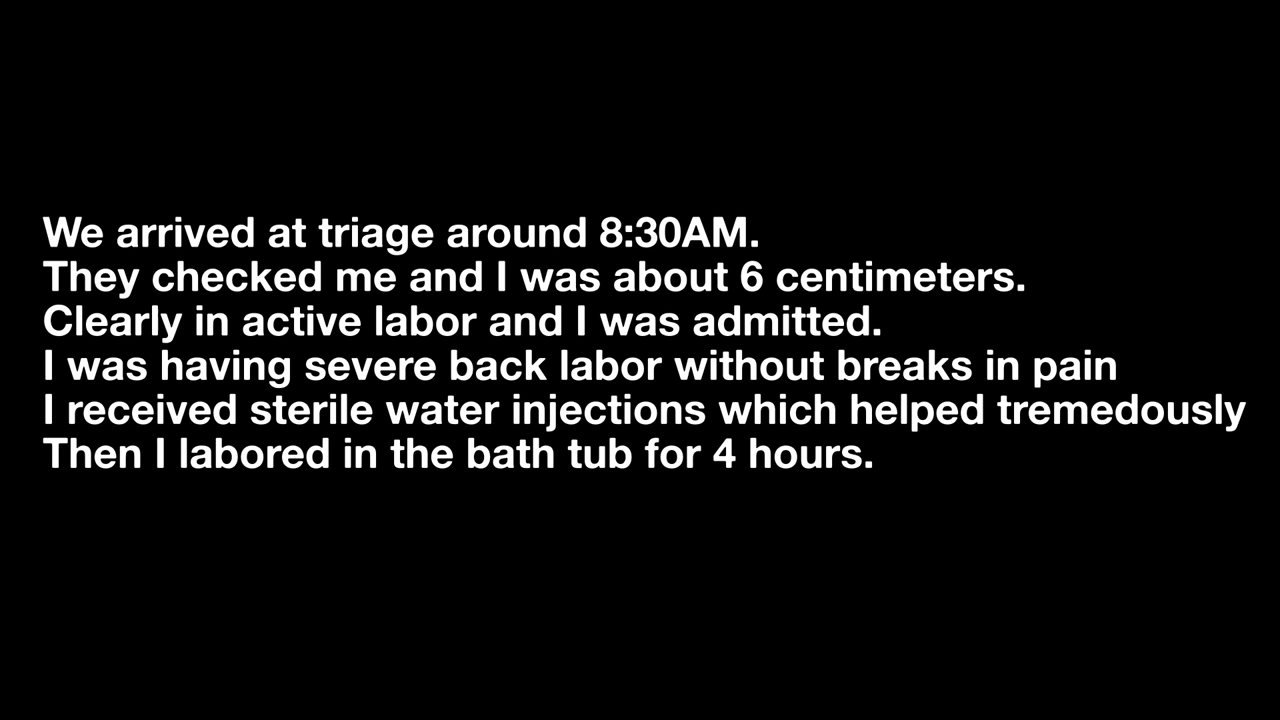 We arrived at triage around 8:30AM.
They checked me and I was about 6 centimeters.
Clearly in active labor and I was admitted.
I was having severe back labor without breaks in pain
I received sterile water injections which helped tremedously
Then I labored in the bath tub for 4 hours.